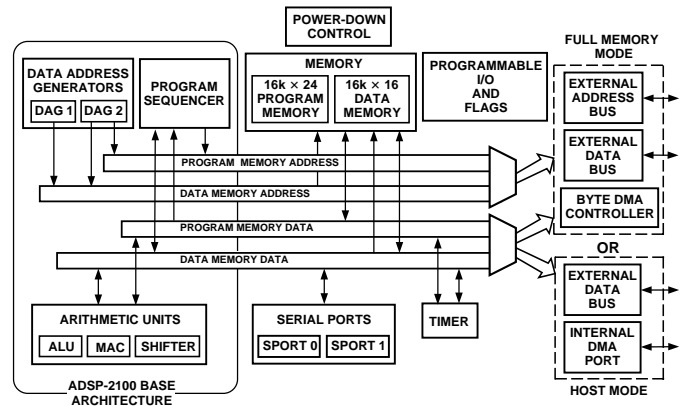 POWER-DOWN
CONTROL
FULL MEMORY
MODE
DATA ADDRESS
GENERATORS
DAG 1
DAG 2
PROGRAM
SEQUENCER
MEMORY
16k × 24
PROGRAM
MEMORY
16k × 16
DATA
MEMORY
PROGRAMMABLE
I/O
AND
FLAGS
EXTERNAL
ADDRESS
BUS
EXTERNAL
DATA
BUS
BYTE DMA
CONTROLLER
OR
EXTERNAL
DATA
BUS
INTERNAL
DMA
PORT
HOST MODE
PROGRAM MEMORY ADDRESS
DATA MEMORY ADDRESS
PROGRAM MEMORY DATA
DATA MEMORY DATA
ARITHMETIC UNITS
ALU
MAC
SHIFTER
SERIAL PORTS
SPORT 0
SPORT 1
TIMER
ADSP-2100 BASE
ARCHITECTURE